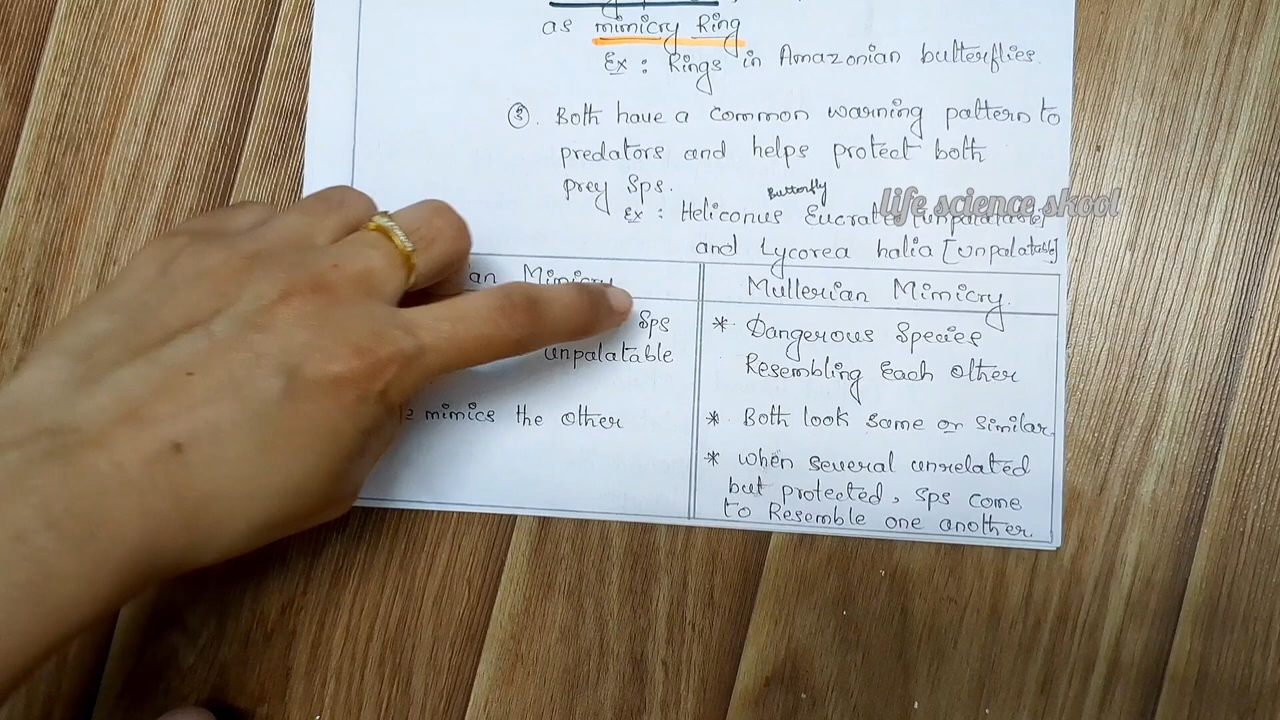 as mimicry Ring
Ex : Rings in Amazonian butterflies.
③. Both have a common warning pattern to
predators and helps protect both
prey Sps.
Butterfly
Ex : Heliconus Eucrate [unpalatable]
and Lycorea halia [unpalatable]
life science skool
an Mimicry
Sps
unpalatable
mimics the other
Mullerian Mimicry.
* Dangerous Species
Resembling Each Other
* Both look same or similar
* when several unrelated
but protected, sps come
to Resemble one another.